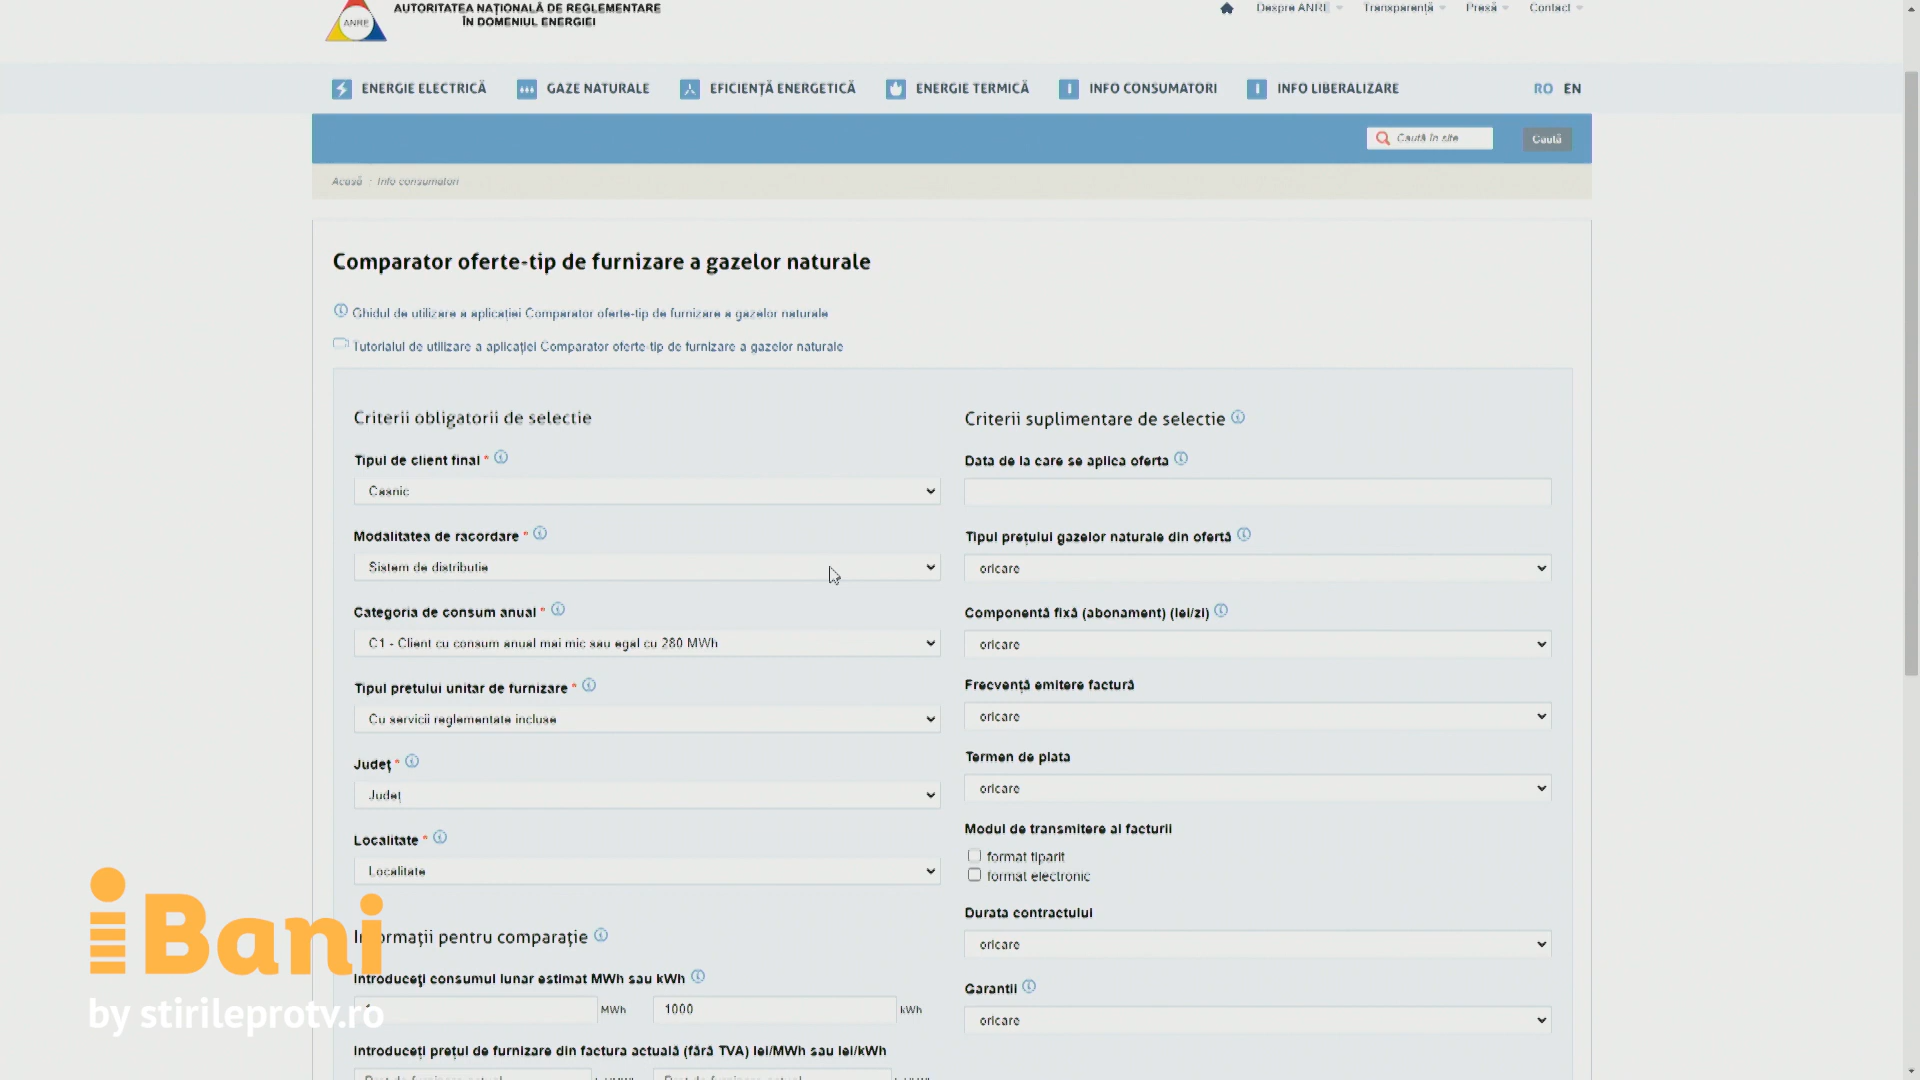 AUTORITATEA NAȚIONALĂ DE REGLEMENTARE
ÎN DOMENIUL ENERGIEI
ANRE
Despre ANRE
Transparență
Presă
Contact
ENERGIE ELECTRICĂ
GAZE NATURALE
EFICIENȚĂ ENERGETICĂ
ENERGIE TERMICĂ
INFO CONSUMATORI
INFO LIBERALIZARE
RO EN
Caută în site
Caută
Acasă - Info consumatori
Comparator oferte-tip de furnizare a gazelor naturale
Ghidul de utilizare a aplicației Comparator oferte-tip de furnizare a gazelor naturale
Tutorialul de utilizare a aplicației Comparator oferte-tip de furnizare a gazelor naturale
Criterii obligatorii de selectie
Tipul de client final *
Casnic
Modalitatea de racordare *
Sistem de distributie
Categoria de consum anual *
C1 - Client cu consum anual mai mic sau egal cu 280 MWh
Tipul pretului unitar de furnizare *
Cu servicii reglementate incluse
Județ *
Județ
Localitate *
Localitate
Informații pentru comparație
Introduceți consumul lunar estimat MWh sau kWh
MWh
1000
kWh
Introduceți prețul de furnizare din factura actuală (fără TVA) lei/MWh sau lei/kWh
Criterii suplimentare de selectie
Data de la care se aplica oferta
Tipul prețului gazelor naturale din ofertă
oricare
Componentă fixă (abonament) (lei/zi)
oricare
Frecvență emitere factură
oricare
Termen de plata
oricare
Modul de transmitere al facturii
format tiparit
format electronic
Durata contractului
oricare
Garantii
oricare
iBani
by stirileprotv.ro